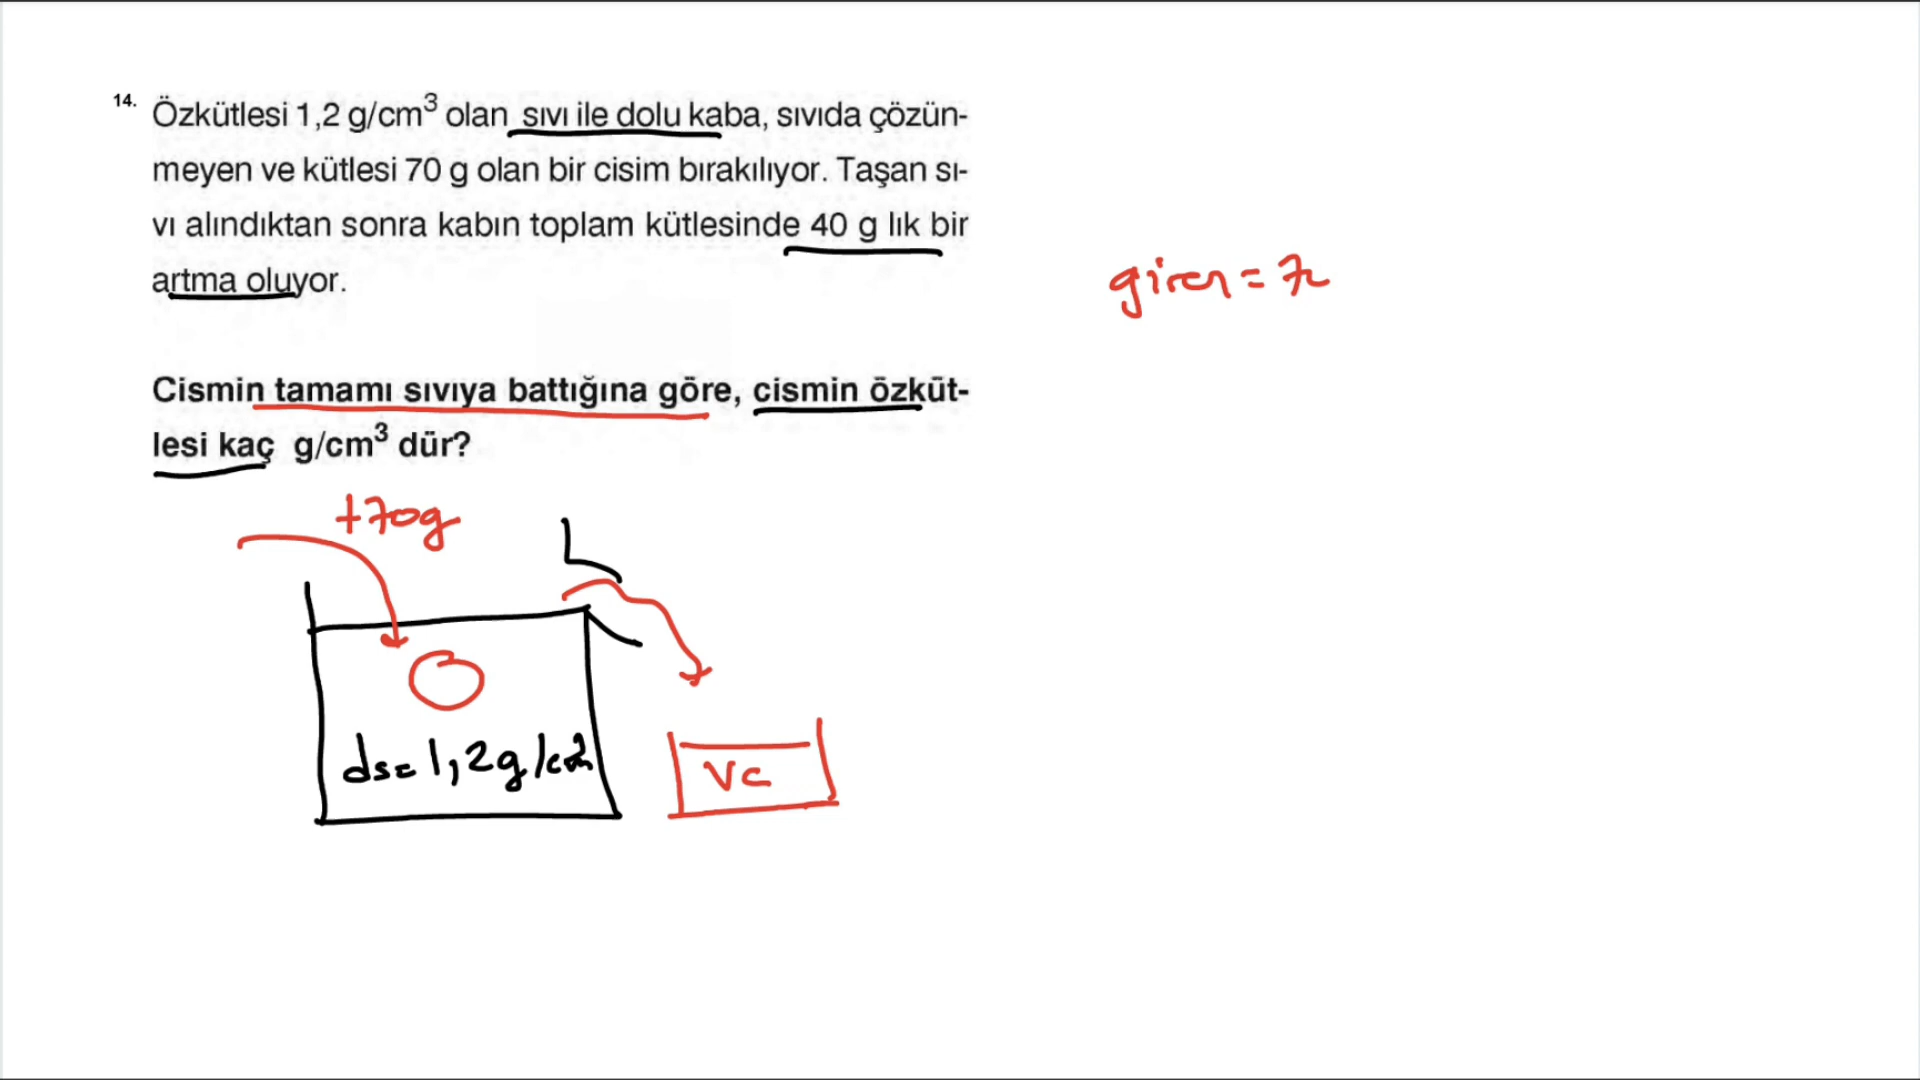 14. Özkütlesi 1,2 g/cm³ olan sıvı ile dolu kaba, sıvıda çözün-
meyen ve kütlesi 70 g olan bir cisim bırakılıyor. Taşan sı-
vı alındıktan sonra kabın toplam kütlesinde 40 g lık bir
artma oluyor.
giren = 7
Cismin tamamı sıvıya battığına göre, cismin özküt-
lesi kaç g/cm³ dür?
+70g
ds= 1,2g/cm³
Vc